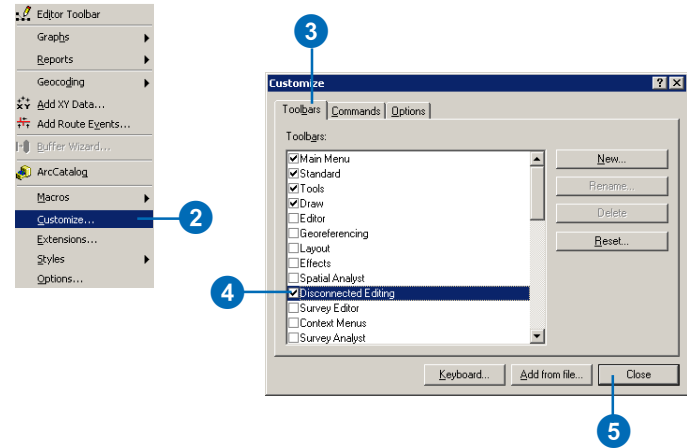 Editor Toolbar
Graphs
Reports
Geocoding
Add XY Data...
Add Route Events...
Buffer Wizard...
ArcCatalog
Macros
Customize...
2
Extensions...
Styles
Options...
3
Customize
Toolbars
Commands
Options
Toolbars:
Main Menu
Standard
Tools
Draw
Editor
Georeferencing
Layout
Effects
Spatial Analyst
4
Disconnected Editing
Survey Editor
Context Menus
Survey Analyst
New...
Rename...
Delete
Reset...
Keyboard...
Add from file...
Close
5